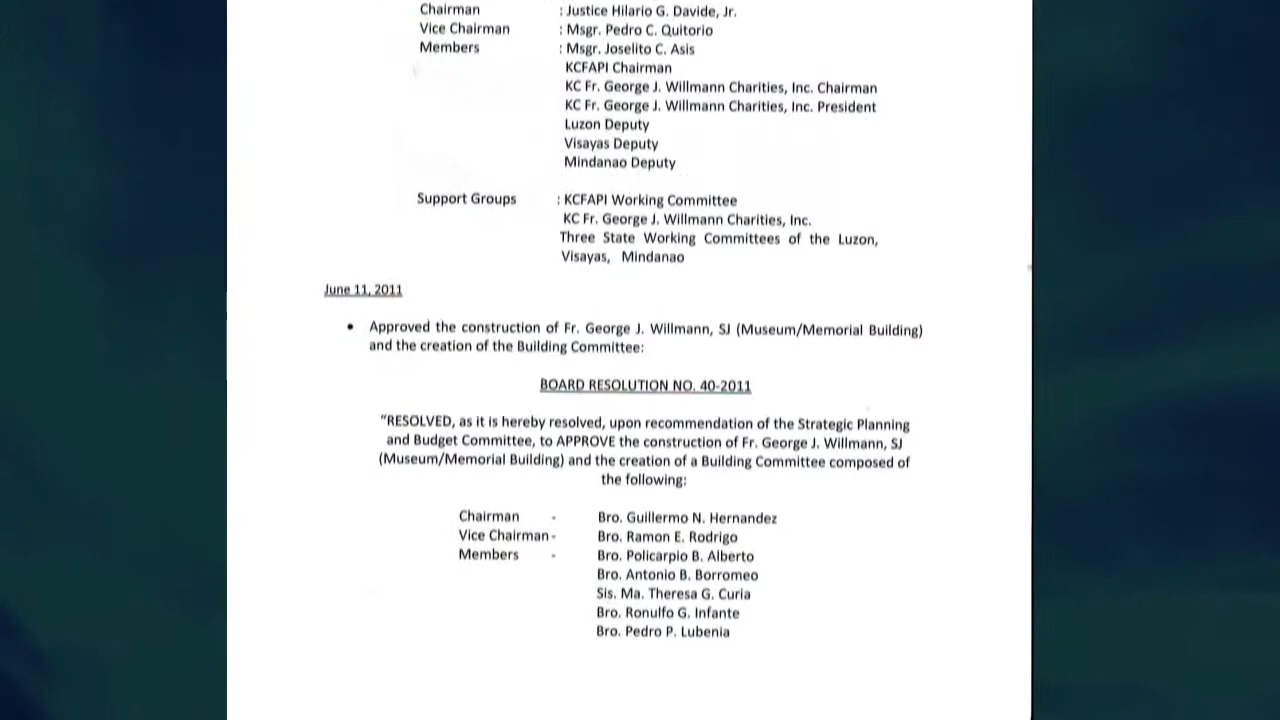 Chairman : Justice Hilario G. Davide, Jr.
Vice Chairman : Msgr. Pedro C. Quitorio
Members : Msgr. Joselito C. Asis
KCFAPI Chairman
KC Fr. George J. Willmann Charities, Inc. Chairman
KC Fr. George J. Willmann Charities, Inc. President
Luzon Deputy
Visayas Deputy
Mindanao Deputy
Support Groups : KCFAPI Working Committee
KC Fr. George J. Willmann Charities, Inc.
Three State Working Committees of the Luzon,
Visayas, Mindanao
June 11, 2011
• Approved the construction of Fr. George J. Willmann, SJ (Museum/Memorial Building)
and the creation of the Building Committee:
BOARD RESOLUTION NO. 40-2011
“RESOLVED, as it is hereby resolved, upon recommendation of the Strategic Planning
and Budget Committee, to APPROVE the construction of Fr. George J. Willmann, SJ
(Museum/Memorial Building) and the creation of a Building Committee composed of
the following:
Chairman - Bro. Guillermo N. Hernandez
Vice Chairman - Bro. Ramon E. Rodrigo
Members - Bro. Policarpio B. Alberto
Bro. Antonio B. Borromeo
Sis. Ma. Theresa G. Curia
Bro. Ronulfo G. Infante
Bro. Pedro P. Lubenia